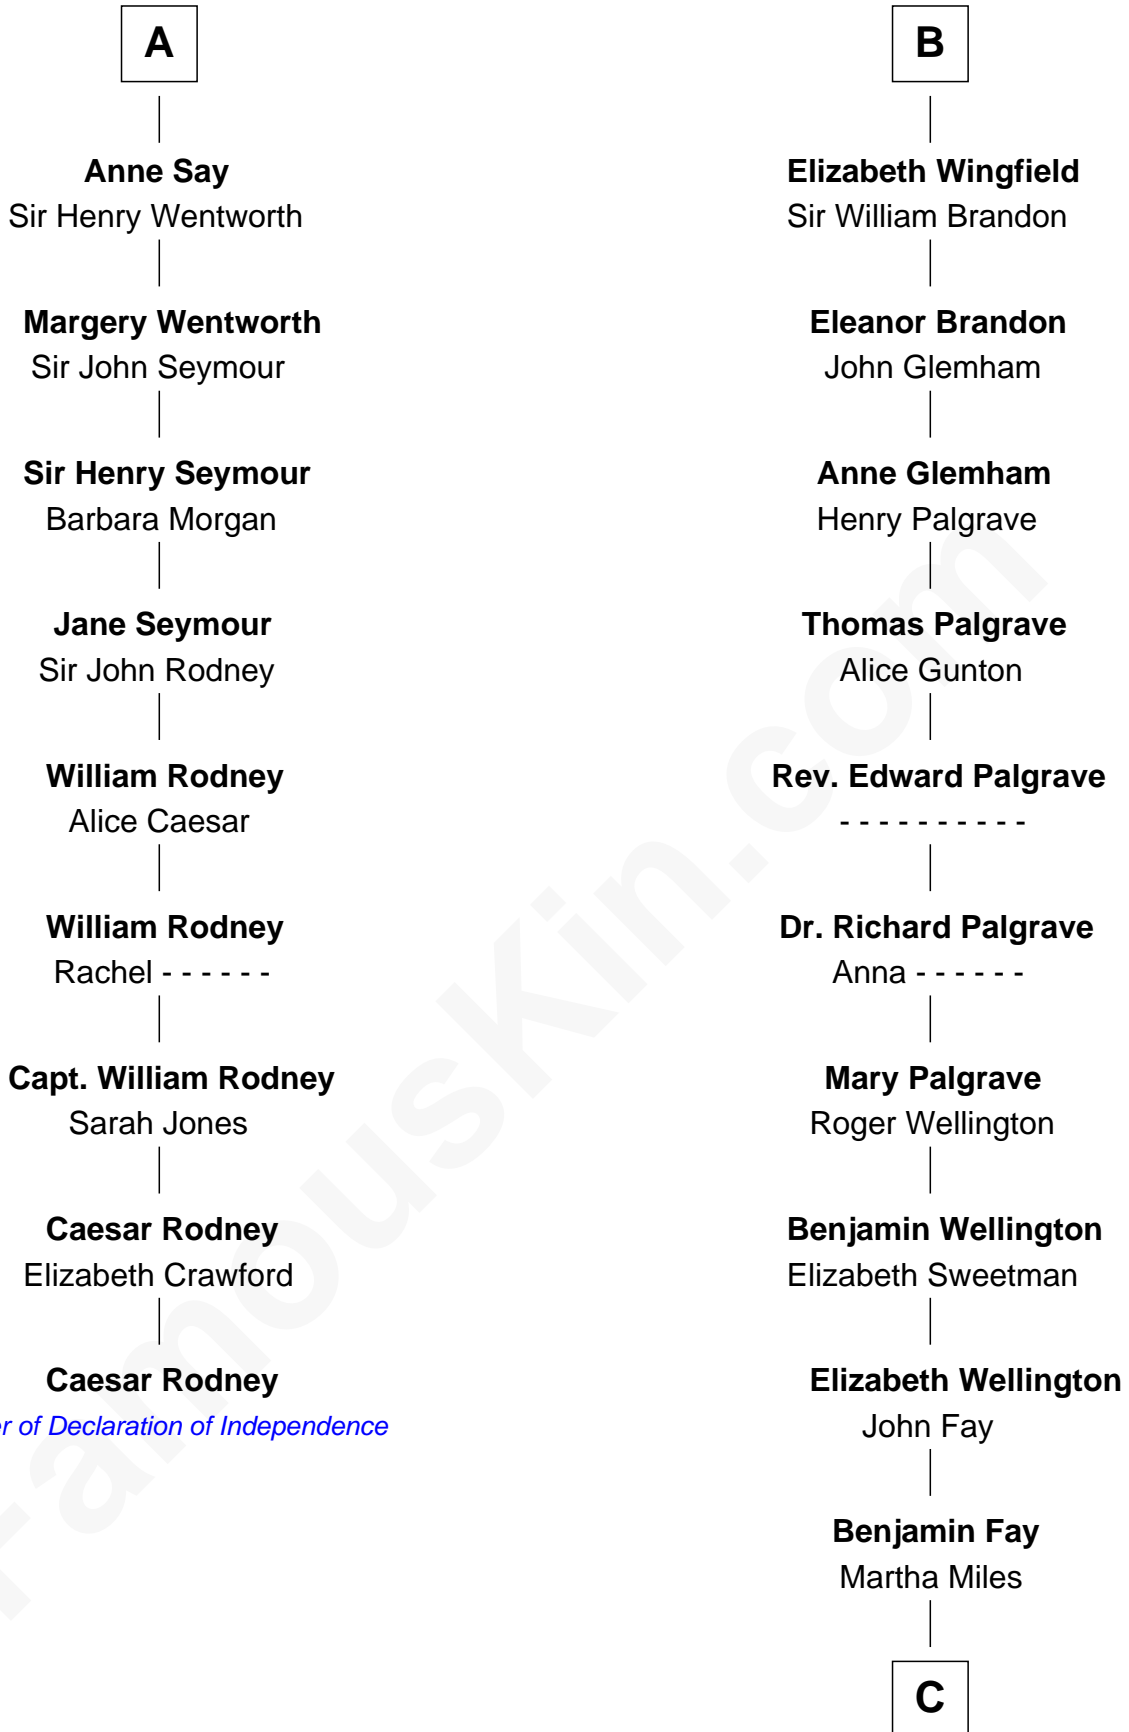 A
Anne Say
Sir Henry Wentworth
Margery Wentworth
Sir John Seymour
Sir Henry Seymour
Barbara Morgan
Jane Seymour
Sir John Rodney
William Rodney
Alice Caesar
William Rodney
Rachel - - - - - -
Capt. William Rodney
Sarah Jones
Caesar Rodney
Elizabeth Crawford
Caesar Rodney
er of Declaration of Independence
B
Elizabeth Wingfield
Sir William Brandon
Eleanor Brandon
John Glemham
Anne Glemham
Henry Palgrave
Thomas Palgrave
Alice Gunton
Rev. Edward Palgrave
- - - - - - - - - -
Dr. Richard Palgrave
Anna - - - - - -
Mary Palgrave
Roger Wellington
Benjamin Wellington
Elizabeth Sweetman
Elizabeth Wellington
John Fay
Benjamin Fay
Martha Miles
C
FamousKin.com